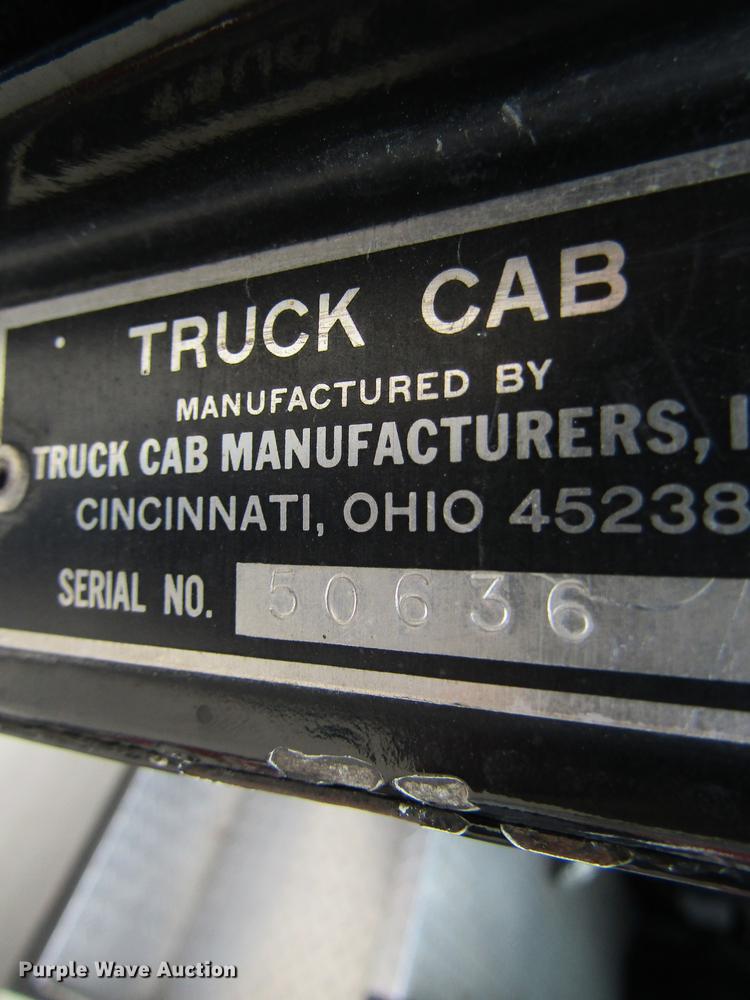 TRUCK CAB
MANUFACTURED BY
TRUCK CAB MANUFACTURERS, I
CINCINNATI, OHIO 45238
SERIAL NO. 50636
Purple Wave Auction